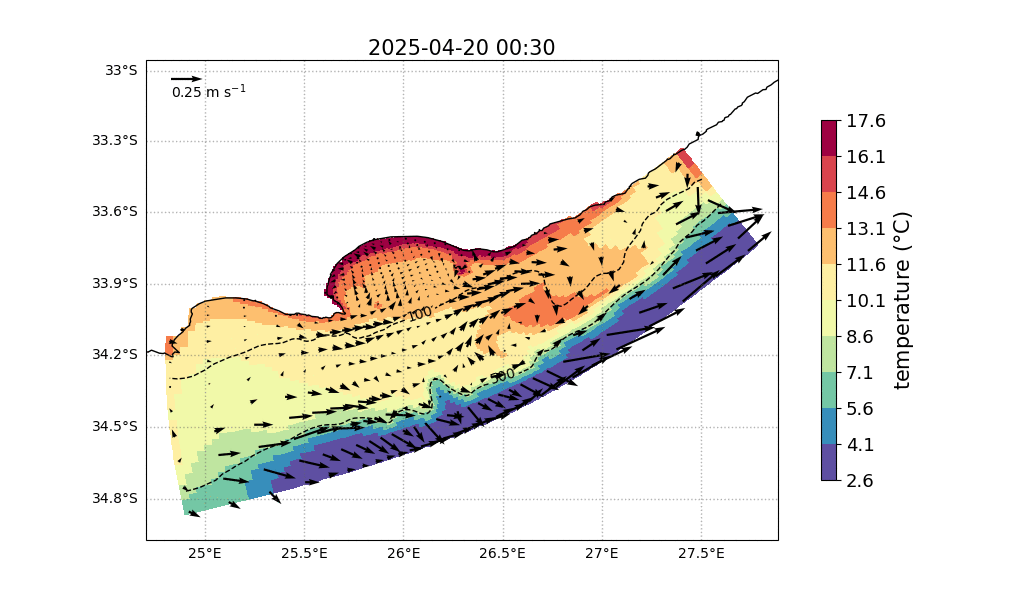 2025-04-20 00:30
0.25 m s⁻¹
33°S
33.3°S
33.6°S
33.9°S
34.2°S
34.5°S
34.8°S
25°E
25.5°E
26°E
26.5°E
27°E
27.5°E
100
500
17.6
16.1
14.6
13.1
11.6
10.1
8.6
7.1
5.6
4.1
2.6
temperature (°C)